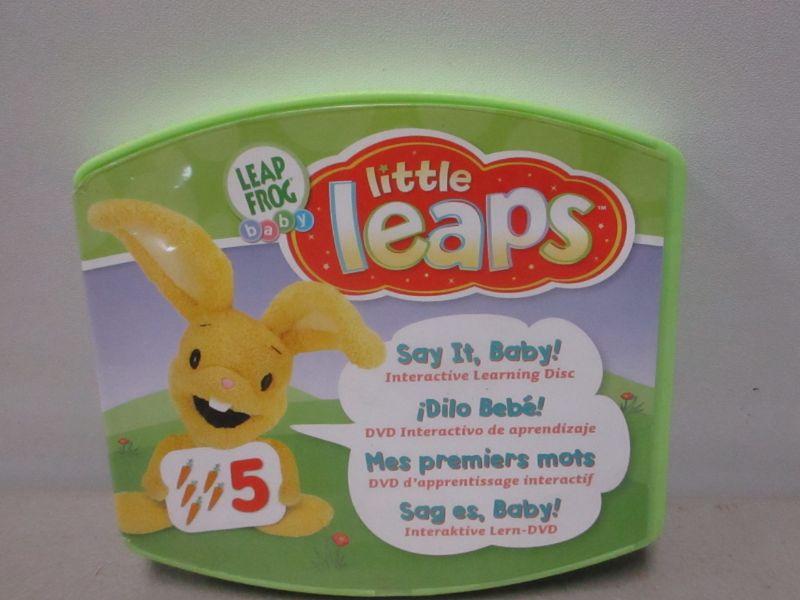 LEAP
FROG
baby
little
leaps™
Say It, Baby!
Interactive Learning Disc
¡Dilo Bebé!
DVD Interactivo de aprendizaje
Mes premiers mots
DVD d'apprentissage interactif
Sag es, Baby!
Interaktive Lern-DVD
5